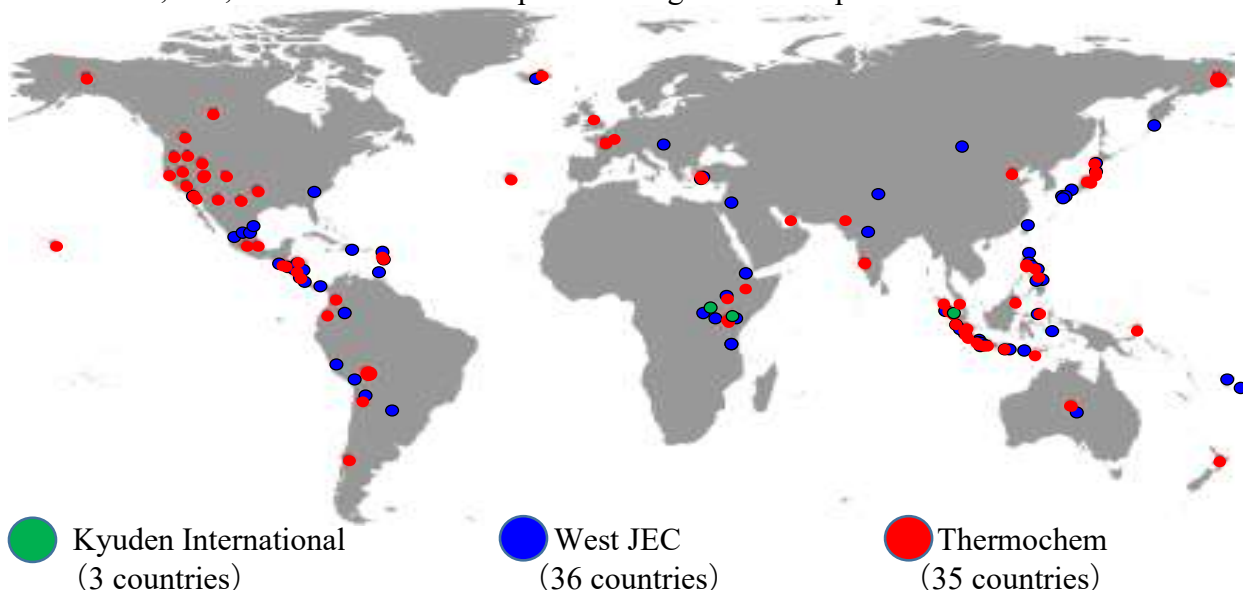 Kyuden International
(3 countries)
West JEC
(36 countries)
Thermochem
(35 countries)